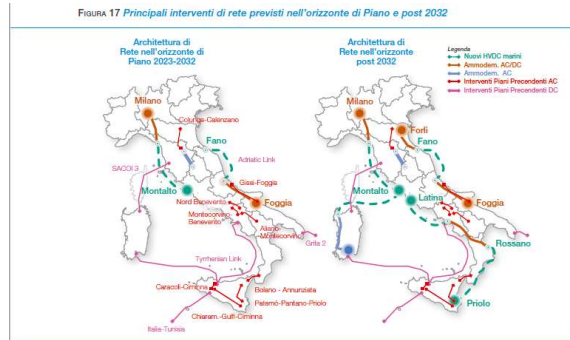 FIGURA 17 Principali interventi di rete previsti nell'orizzonte di Piano e post 2032
Architettura di
Rete nell'orizzonte di
Piano 2023-2032
Milano
Colunga-Calenzano
Fano
Adriatic Link
SACOI 3
Gissi-Foggia
Montalto
Nord Benevento
Foggia
Montecorvino-
Benevento
Grita 2
Tyrrhenian Link
Caracoli-Ciminna
Bolano - Annunziata
Paternò-Pantano-Priolo
Chiaram.-Gulfi-Ciminna
Italia-Tunisia
Architettura di
Rete nell'orizzonte
post 2032
Milano
Forlì
Fano
Montalto
Latina
Foggia
Rossano
Priolo
Legenda
Nuovi HVDC marini
Ammodern. AC/DC
Ammodern. AC
Interventi Piani Precedenti AC
Interventi Piani Precedenti DC